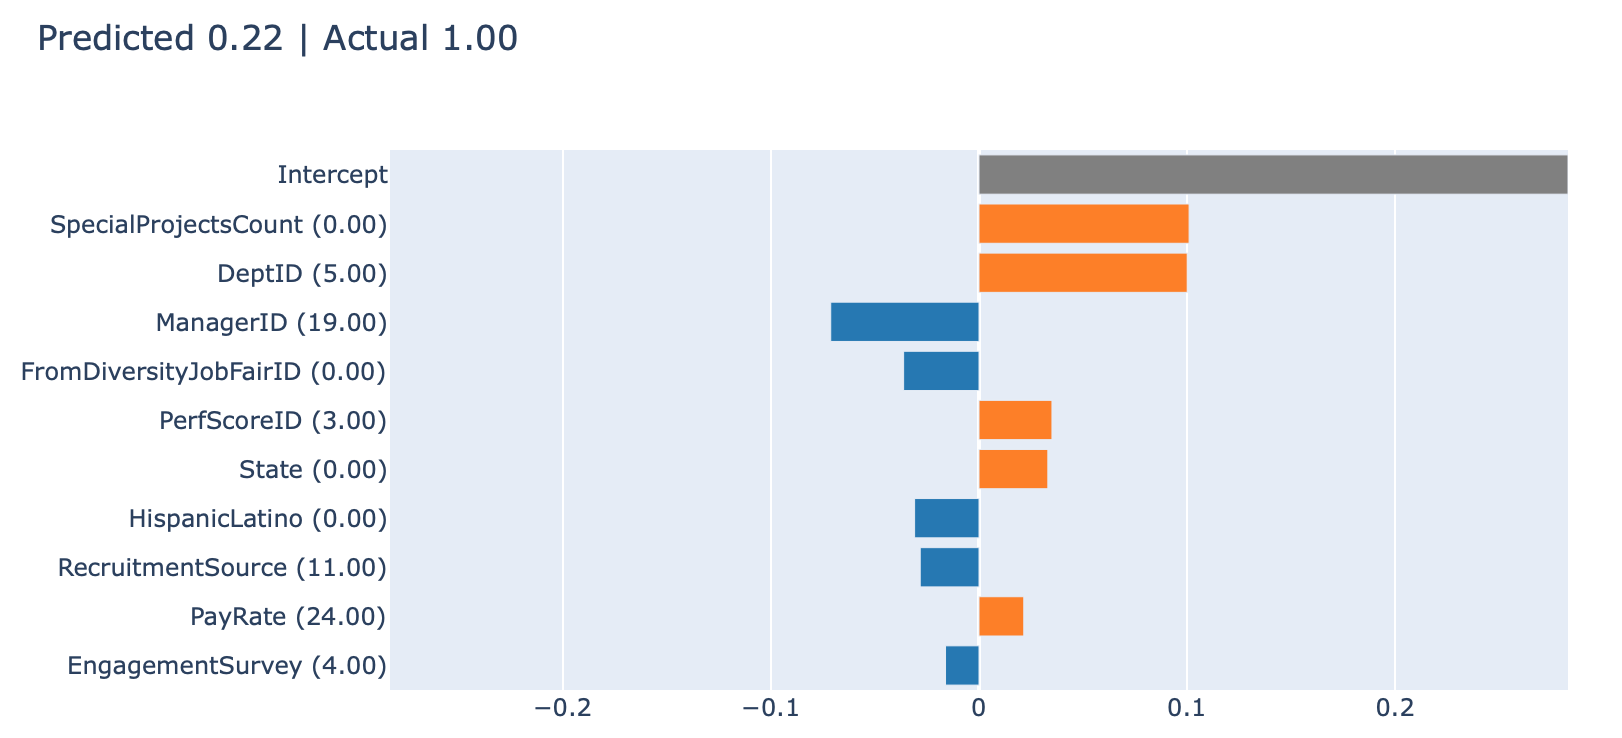 Predicted 0.22 | Actual 1.00
Intercept
SpecialProjectsCount (0.00)
DeptID (5.00)
ManagerID (19.00)
FromDiversityJobFairID (0.00)
PerfScoreID (3.00)
State (0.00)
HispanicLatino (0.00)
RecruitmentSource (11.00)
PayRate (24.00)
EngagementSurvey (4.00)
−0.2 −0.1 0 0.1 0.2